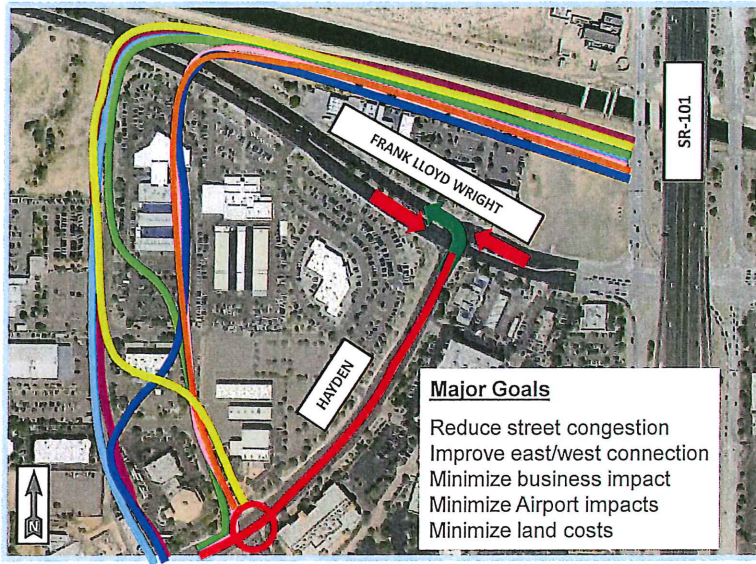 SR-101
FRANK LLOYD WRIGHT
HAYDEN
Major Goals
Reduce street congestion
Improve east/west connection
Minimize business impact
Minimize Airport impacts
Minimize land costs
N